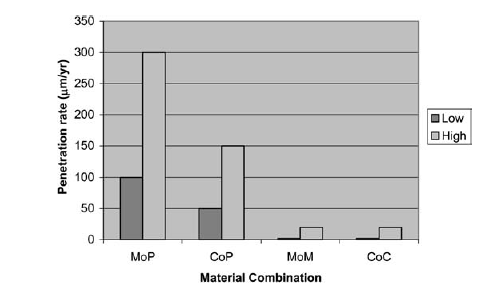 350
300
250
200
150
100
50
0
Penetration rate (μm/yr)
MoP CoP MoM CoC
Material Combination
Low
High